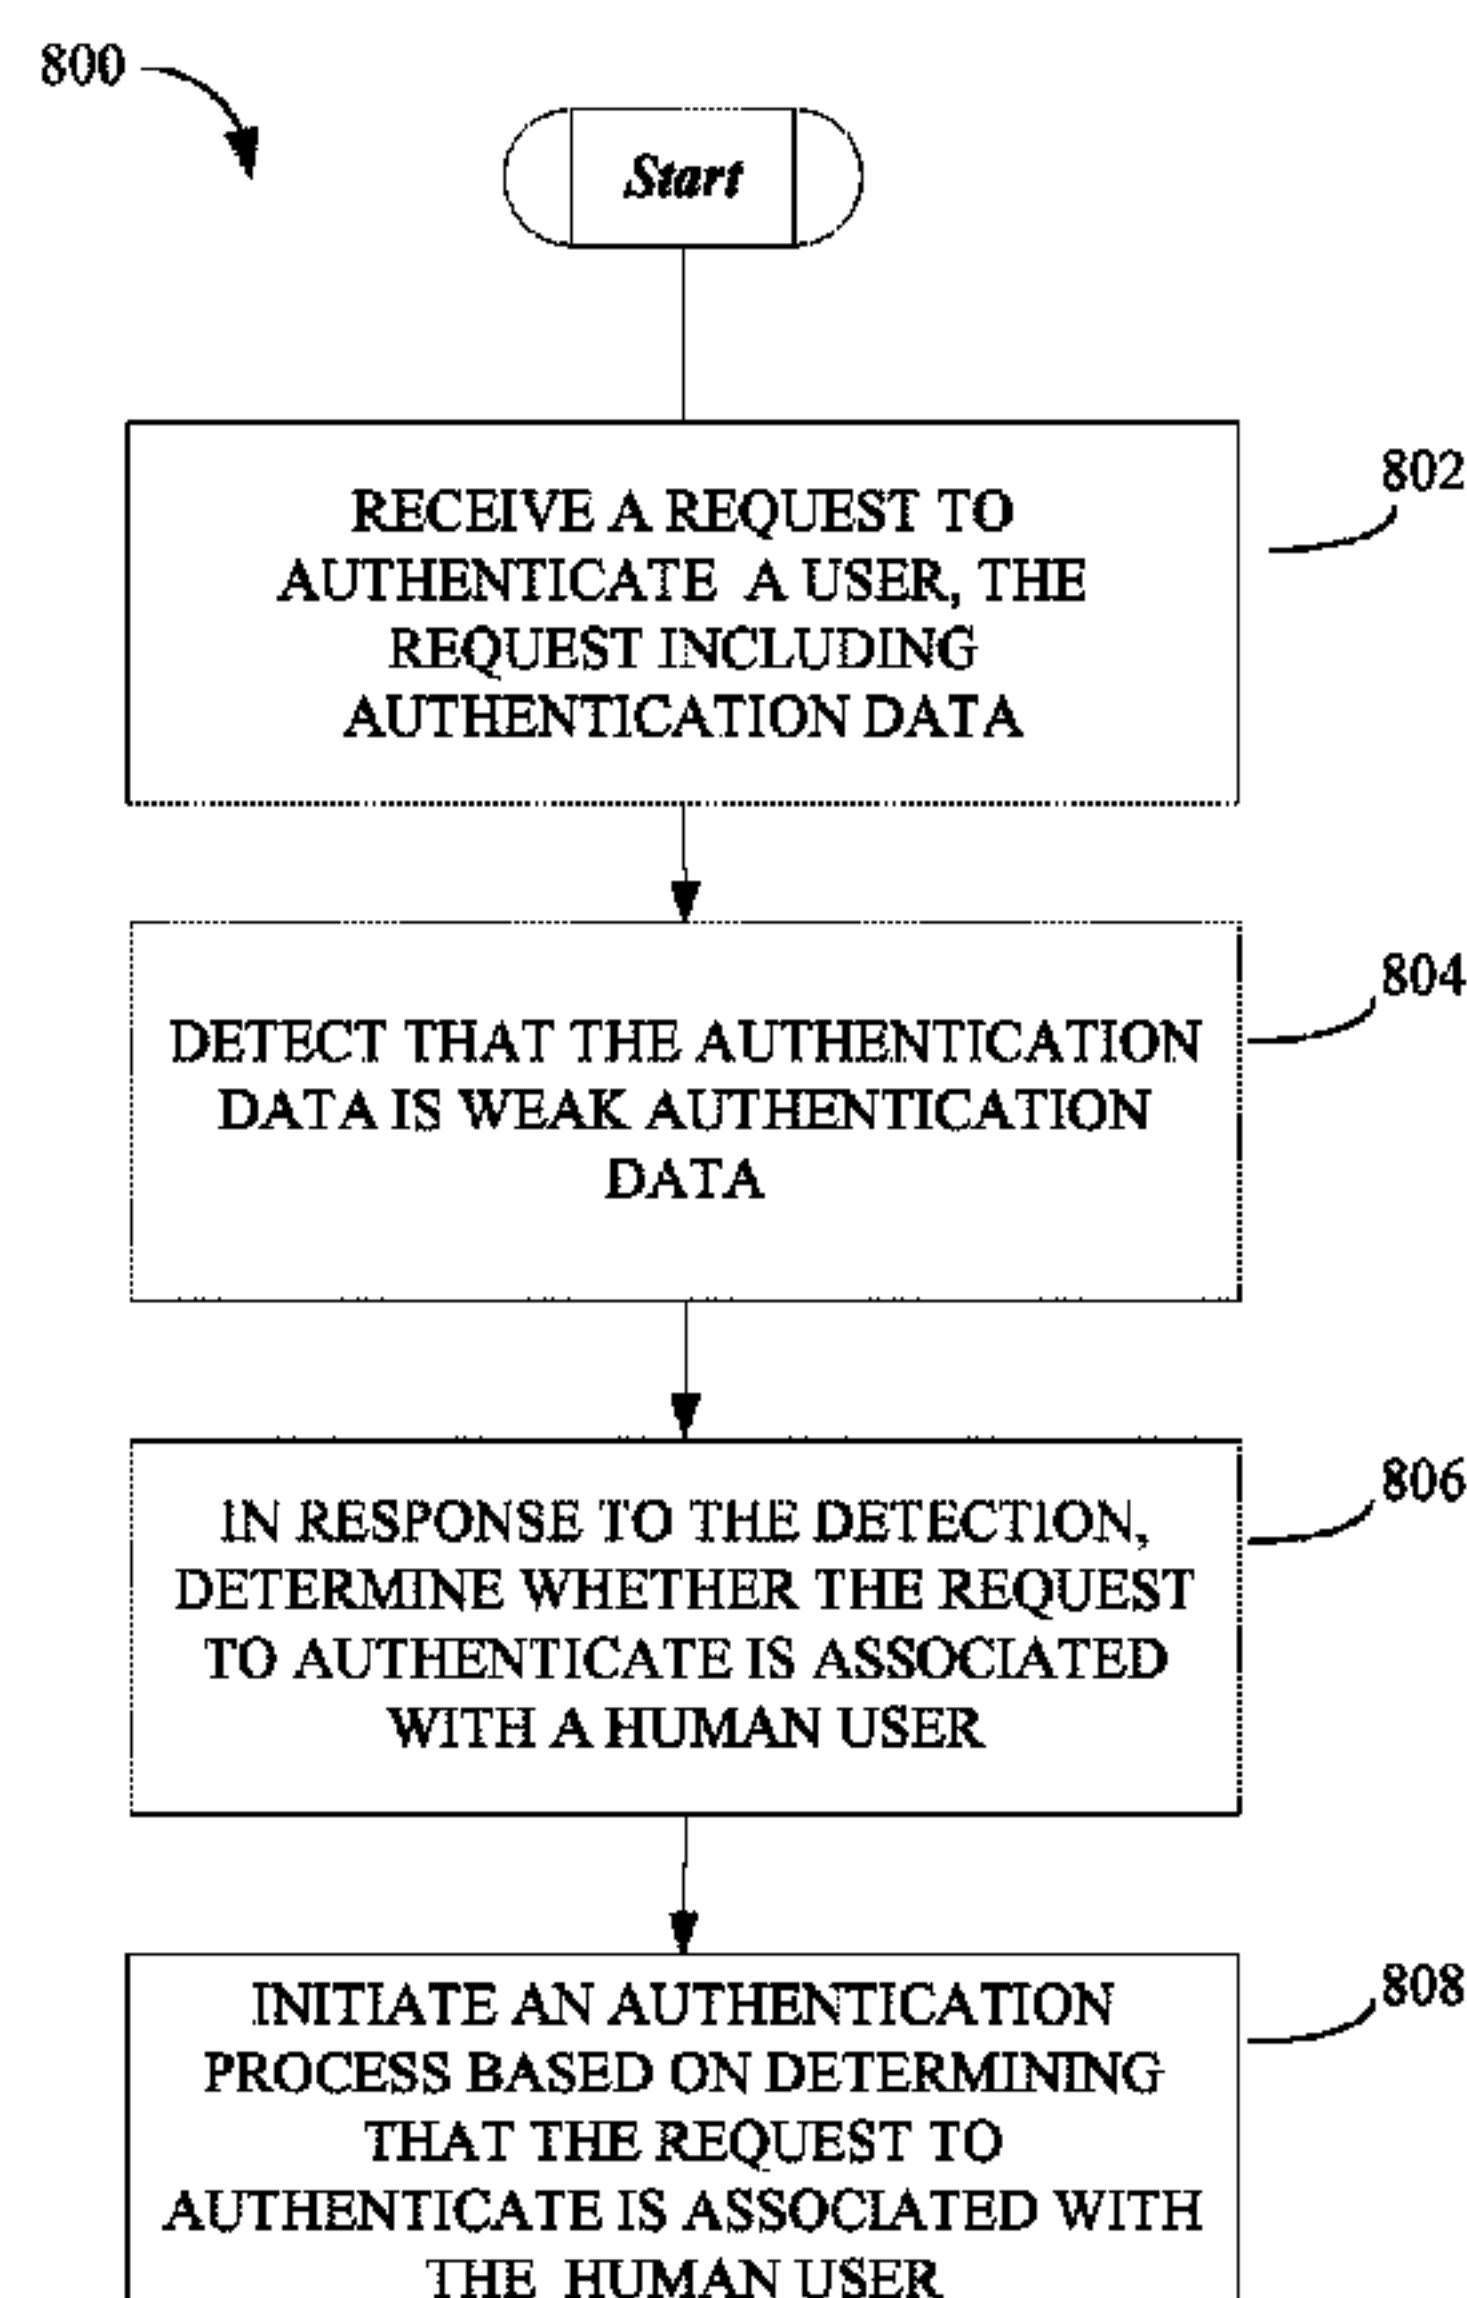 800
Start
802
RECEIVE A REQUEST TO
AUTHENTICATE A USER, THE
REQUEST INCLUDING
AUTHENTICATION DATA
804
DETECT THAT THE AUTHENTICATION
DATA IS WEAK AUTHENTICATION
DATA
806
IN RESPONSE TO THE DETECTION,
DETERMINE WHETHER THE REQUEST
TO AUTHENTICATE IS ASSOCIATED
WITH A HUMAN USER
808
INITIATE AN AUTHENTICATION
PROCESS BASED ON DETERMINING
THAT THE REQUEST TO
AUTHENTICATE IS ASSOCIATED WITH
THE HUMAN USER